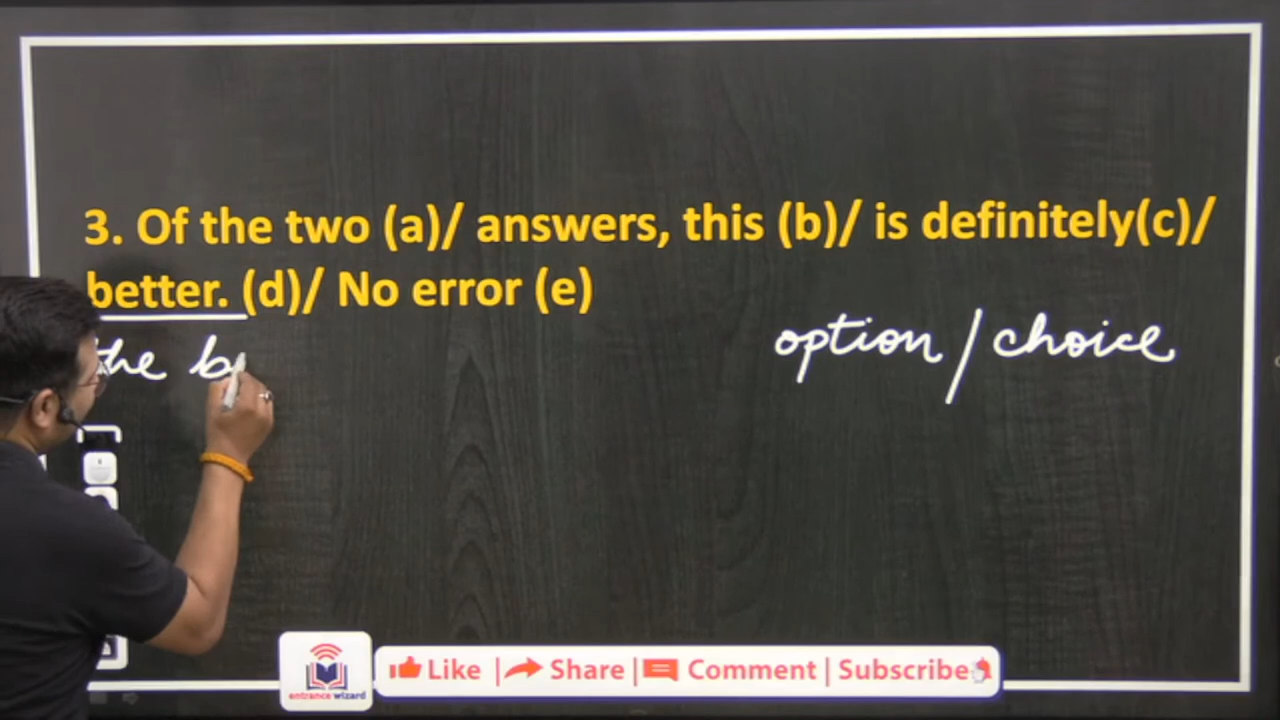 3. Of the two (a)/ answers, this (b)/ is definitely(c)/
better. (d)/ No error (e)
the b
option / choice
entrance wizard
Like | Share | Comment | Subscribe